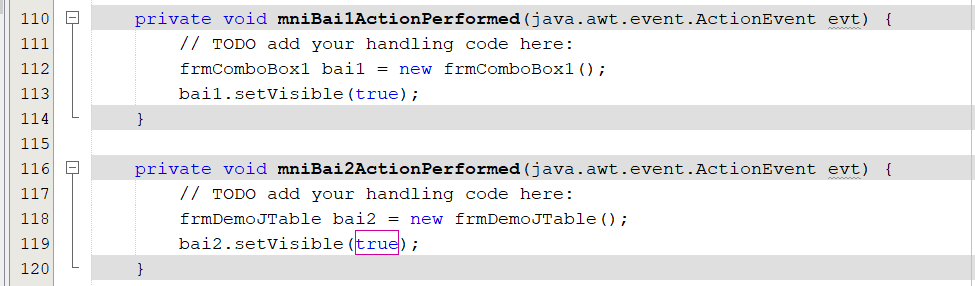 110 private void mniBai1ActionPerformed(java.awt.event.ActionEvent evt) {
111 // TODO add your handling code here:
112 frmComboBox1 bai1 = new frmComboBox1();
113 bai1.setVisible(true);
114 }
115
116 private void mniBai2ActionPerformed(java.awt.event.ActionEvent evt) {
117 // TODO add your handling code here:
118 frmDemoJTable bai2 = new frmDemoJTable();
119 bai2.setVisible(true);
120 }